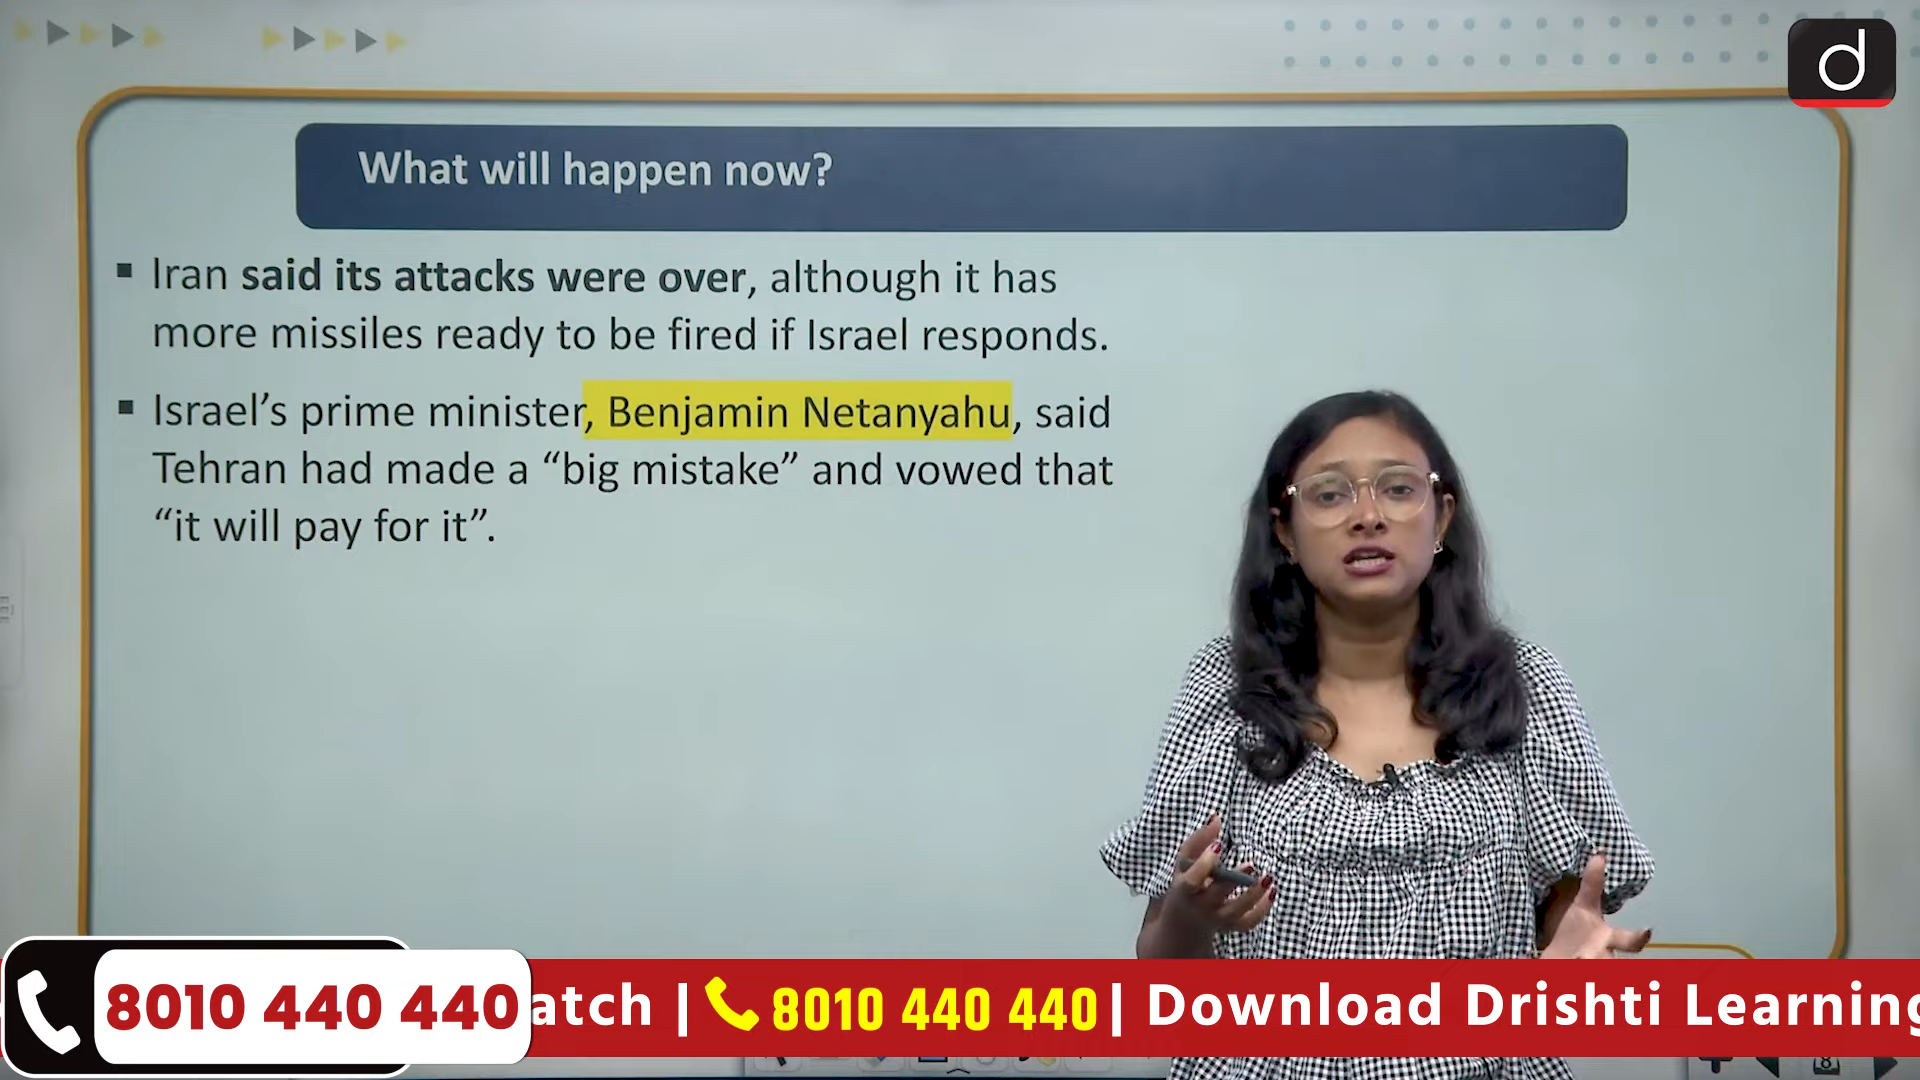 d
What will happen now?
▪ Iran said its attacks were over, although it has
more missiles ready to be fired if Israel responds.
▪ Israel’s prime minister, Benjamin Netanyahu, said
Tehran had made a “big mistake” and vowed that
“it will pay for it”.
8010 440 440
atch | 8010 440 440 | Download Drishti Learning
8